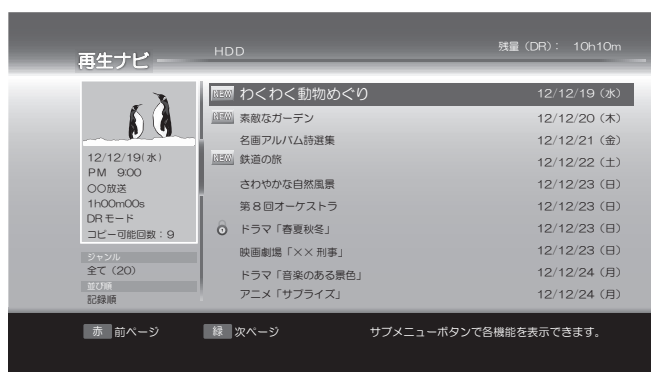 再生ナビ
HDD
残量（DR）： 10h10m
NEW わくわく動物めぐり 12/12/19（水）
NEW 素敵なガーデン 12/12/20（木）
名画アルバム詩選集 12/12/21（金）
NEW 鉄道の旅 12/12/22（土）
さわやかな自然風景 12/12/23（日）
第８回オーケストラ 12/12/23（日）
ドラマ「春夏秋冬」 12/12/23（日）
映画劇場「×× 刑事」 12/12/23（日）
ドラマ「音楽のある景色」 12/12/24（月）
アニメ「サプライズ」 12/12/24（月）
12/12/19(水)
PM 9:00
○○放送
1h00m00s
DRモード
コピー可能回数：9
ジャンル
全て（20）
並び順
記録順
赤 前ページ
緑 次ページ
サブメニューボタンで各機能を表示できます。